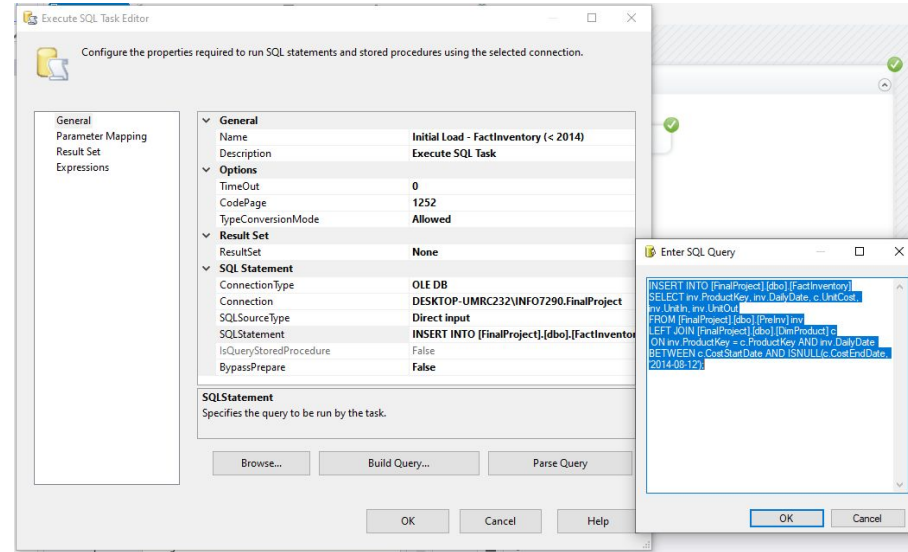 Execute SQL Task Editor
Configure the properties required to run SQL statements and stored procedures using the selected connection.
General
Parameter Mapping
Result Set
Expressions
General
Name Initial Load - FactInventory (< 2014)
Description Execute SQL Task
Options
TimeOut 0
CodePage 1252
TypeConversionMode Allowed
Result Set
ResultSet None
SQL Statement
ConnectionType OLE DB
Connection DESKTOP-UMRC232\INFO7290.FinalProject
SQLSourceType Direct input
SQLStatement INSERT INTO [FinalProject].[dbo].[FactInventor
IsQueryStoredProcedure False
BypassPrepare False
SQLStatement
Specifies the query to be run by the task.
Browse... Build Query... Parse Query
OK Cancel Help
Enter SQL Query
INSERT INTO [FinalProject].[dbo].[FactInventory]
SELECT inv.ProductKey, inv.DailyDate, c.UnitCost,
inv.UnitIn, inv.UnitOut
FROM [FinalProject].[dbo].[PreInv] inv
LEFT JOIN [FinalProject].[dbo].[DimProduct] c
ON inv.ProductKey = c.ProductKey AND inv.DailyDate
BETWEEN c.CostStartDate AND ISNULL(c.CostEndDate,
'2014-08-12');
OK Cancel